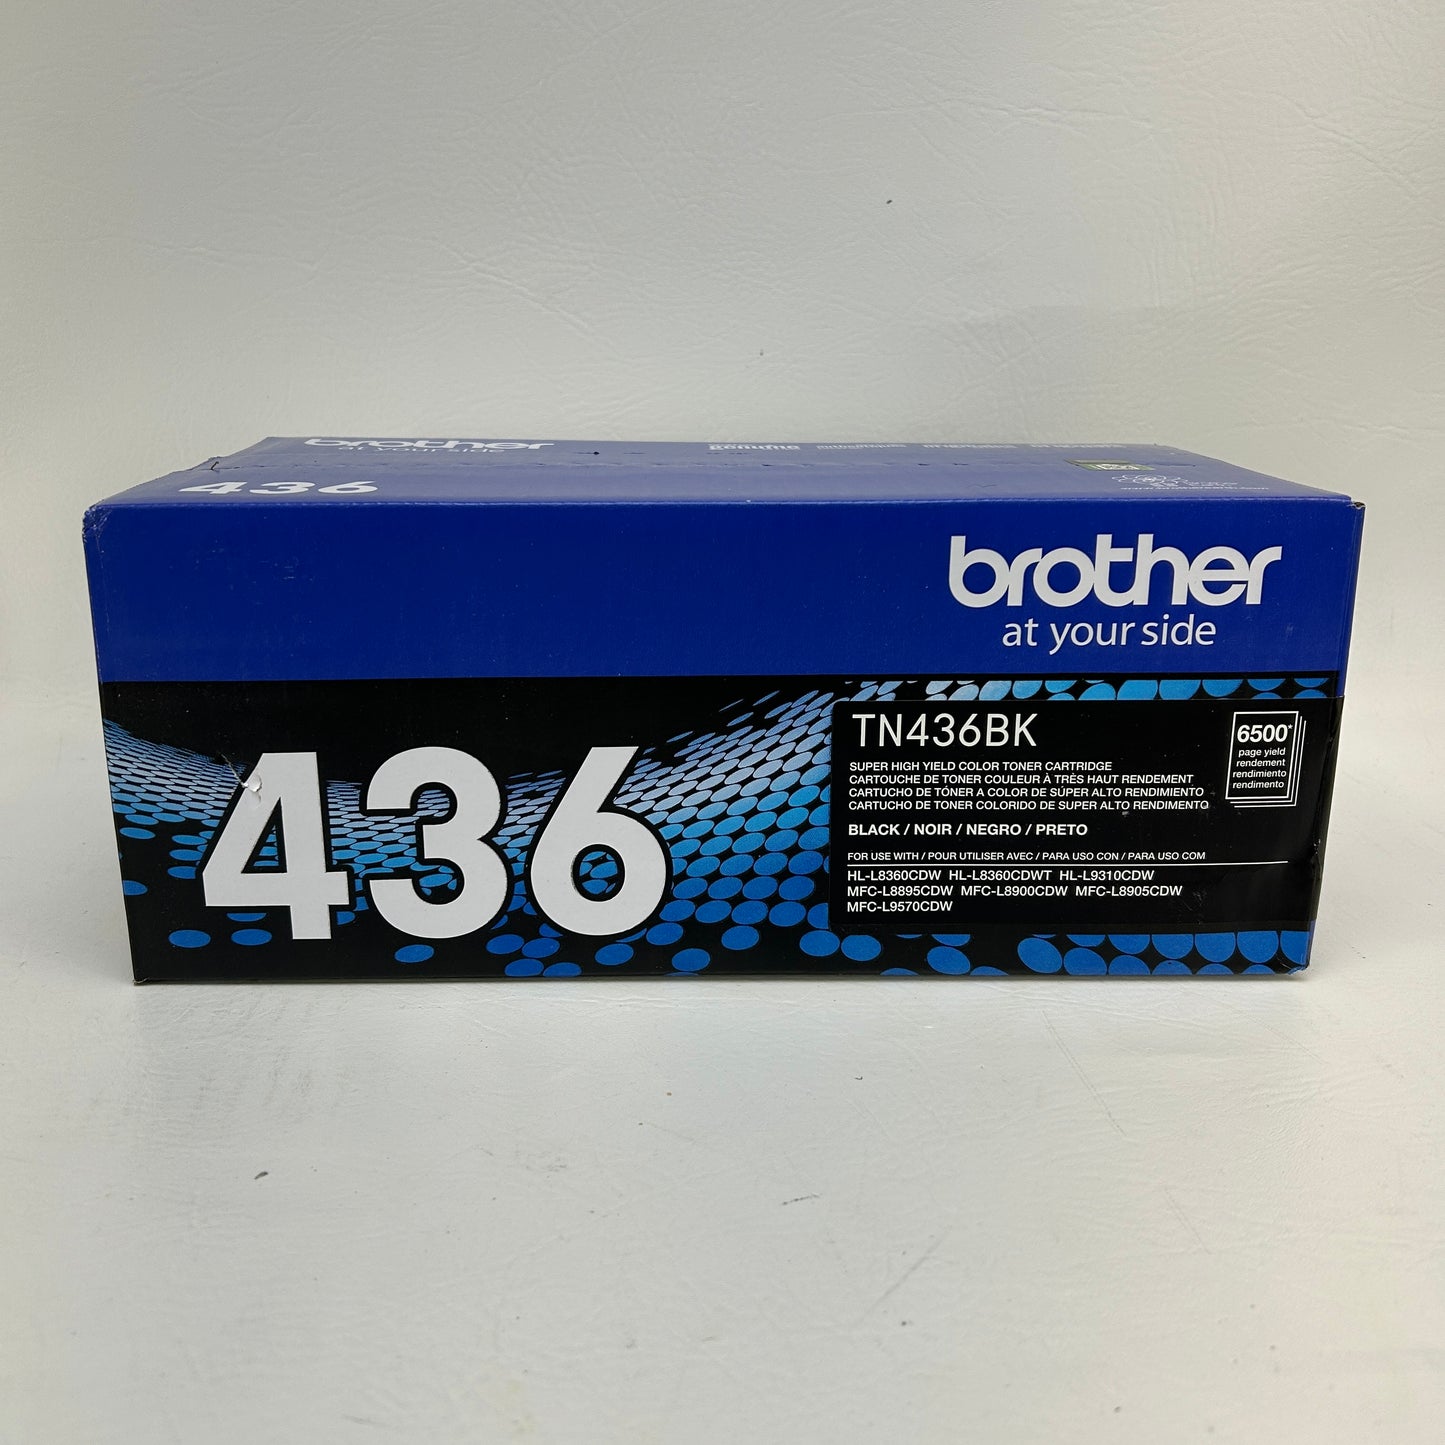 brother
at your side
436
genuine
brother
at your side
436
TN436BK
SUPER HIGH YIELD COLOR TONER CARTRIDGE
CARTOUCHE DE TONER COULEUR À TRÈS HAUT RENDEMENT
CARTUCHO DE TÓNER A COLOR DE SÚPER ALTO RENDIMIENTO
CARTUCHO DE TONER COLORIDO DE SUPER ALTO RENDIMENTO
6500*
page yield
rendement
rendimiento
rendimento
BLACK / NOIR / NEGRO / PRETO
FOR USE WITH / POUR UTILISER AVEC / PARA USO CON / PARA USO COM
HL-L8360CDW HL-L8360CDWT HL-L9310CDW
MFC-L8895CDW MFC-L8900CDW MFC-L8905CDW
MFC-L9570CDW